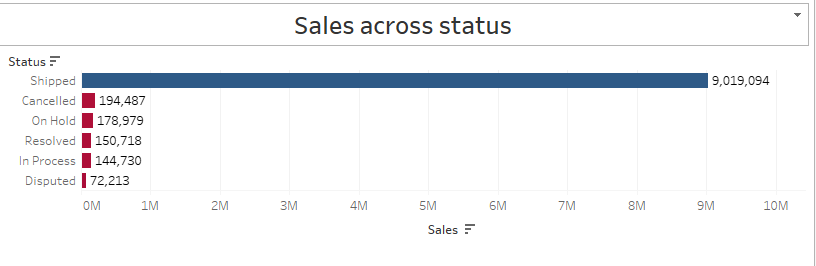 Sales across status
Status
Shipped 9,019,094
Cancelled 194,487
On Hold 178,979
Resolved 150,718
In Process 144,730
Disputed 72,213
0M 1M 2M 3M 4M 5M 6M 7M 8M 9M 10M
Sales